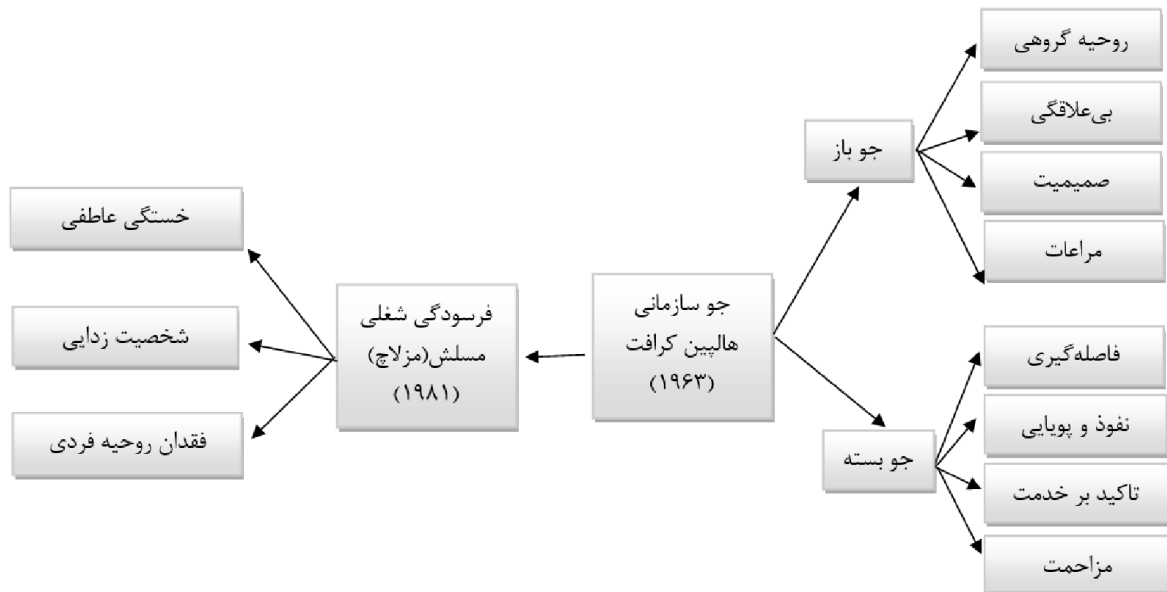 روحیه گروهی
بی‌علاقگی
صمیمیت
مراعات
جو باز
فاصله‌گیری
نفوذ و پویایی
تاکید بر خدمت
مزاحمت
جو بسته
جو سازمانی
هالپین کرافت
(۱۹۶۳)
فرسودگی شغلی
مسلش(مزلاچ)
(۱۹۸۱)
خستگی عاطفی
شخصیت زدایی
فقدان روحیه فردی